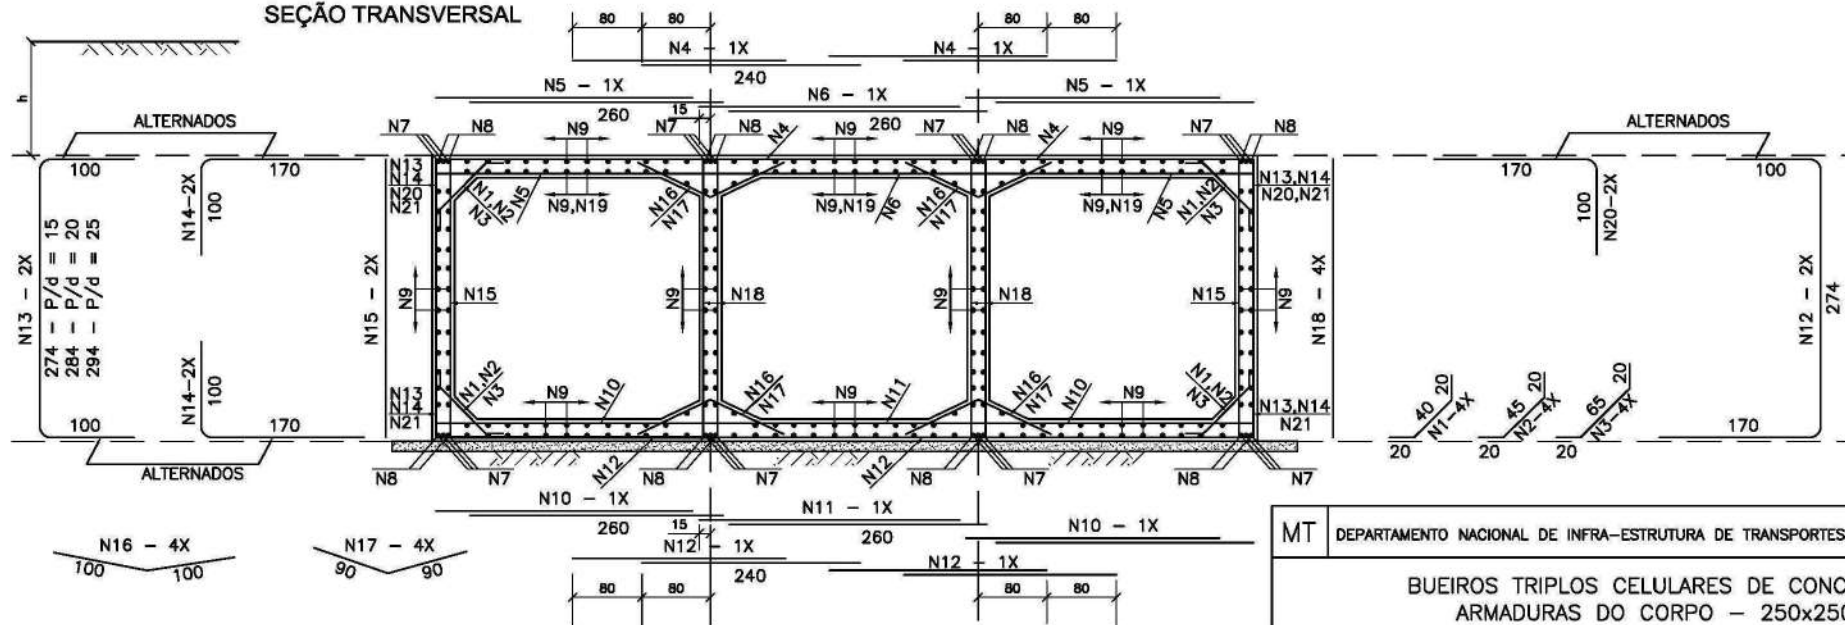 SEÇÃO TRANSVERSAL
80 80 80 80
N4 - 1X N4 - 1X
240
N5 - 1X N6 - 1X N5 - 1X
260 15 260
h
ALTERNADOS ALTERNADOS
N7 N8 N9 N7 N8 N4 N9 N7 N8 N4 N9 N7 N8
100 170 170 100
N13 N14 N20 N21
N1,N2 N3 N5 N9,N19 N16 N17 N9,N19 N6 N16 N17 N9,N19 N5 N1,N2 N3
N13,N14 N20,N21
N14-2X 100
100 N20-2X
N13 - 2X
274 - P/d = 15
284 - P/d = 20
294 - P/d = 25
N15 - 2X
N9 N15 N9 N18 N9 N18 N15 N9
N18 - 4X
N12 - 2X
274
N14-2X 100
N13 N14 N21
N1,N2 N3 N9 N10 N16 N17 N9 N11 N16 N17 N10 N9 N1,N2 N3
N13,N14 N21
40 20 N1-4X 20
45 20 N2-4X 20
65 20 N3-4X 20
100 170 170
ALTERNADOS
N8 N7 N12 N8 N7 N12 N8 N7 N8 N7
N10 - 1X N11 - 1X N10 - 1X
260 15 260
N12 - 1X N12 - 1X
240
80 80 80 80
N16 - 4X
100 100
N17 - 4X
90 90
MT DEPARTAMENTO NACIONAL DE INFRA-ESTRUTURA DE TRANSPORTES
BUEIROS TRIPLOS CELULARES DE CONC
ARMADURAS DO CORPO - 250x250